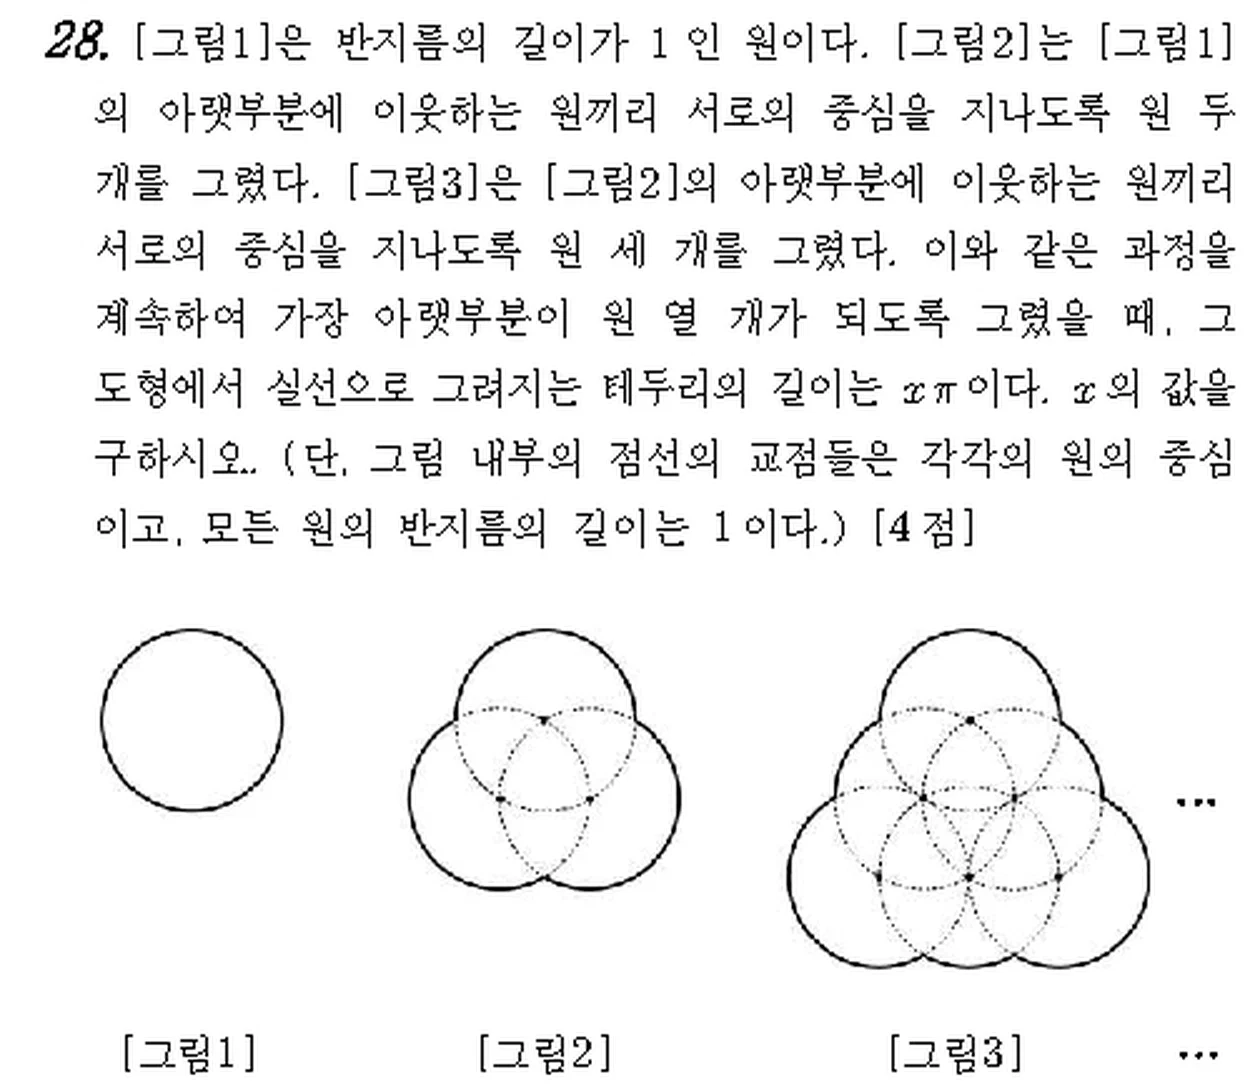 28. [그림1]은 반지름의 길이가 1 인 원이다. [그림2]는 [그림1]
의 아랫부분에 이웃하는 원끼리 서로의 중심을 지나도록 원 두
개를 그렸다. [그림3]은 [그림2]의 아랫부분에 이웃하는 원끼리
서로의 중심을 지나도록 원 세 개를 그렸다. 이와 같은 과정을
계속하여 가장 아랫부분이 원 열 개가 되도록 그렸을 때, 그
도형에서 실선으로 그려지는 테두리의 길이는 xπ이다. x의 값을
구하시오. (단, 그림 내부의 점선의 교점들은 각각의 원의 중심
이고, 모든 원의 반지름의 길이는 1이다.) [4점]
...
[그림1] [그림2] [그림3] ...